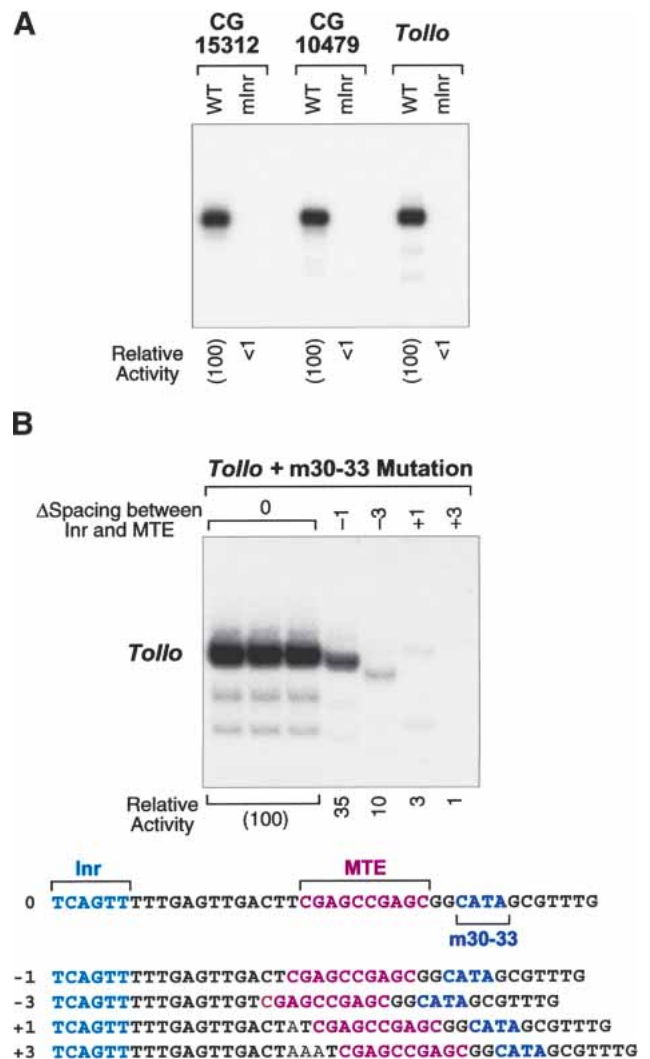 A
CG 15312
CG 10479
Tollo
WT mInr WT mInr WT mInr
Relative Activity
(100) <1 (100) <1 (100) <1
B
Tollo + m30-33 Mutation
ΔSpacing between Inr and MTE
0 –1 –3 +1 +3
Tollo
Relative Activity
(100) 35 10 3 1
Inr MTE
0 TCAGTTTTTGAGTTGACTTCGAGCCGAGCGGCATAGCGTTTG
m30-33
-1 TCAGTTTTTGAGTTGACTCGAGCCGAGCGGCATAGCGTTTG
-3 TCAGTTTTTGAGTTGTCGAGCCGAGCGGCATAGCGTTTG
+1 TCAGTTTTTGAGTTGACTATCGAGCCGAGCGGCATAGCGTTTG
+3 TCAGTTTTTGAGTTGACTAAATCGAGCCGAGCGGCATAGCGTTTG